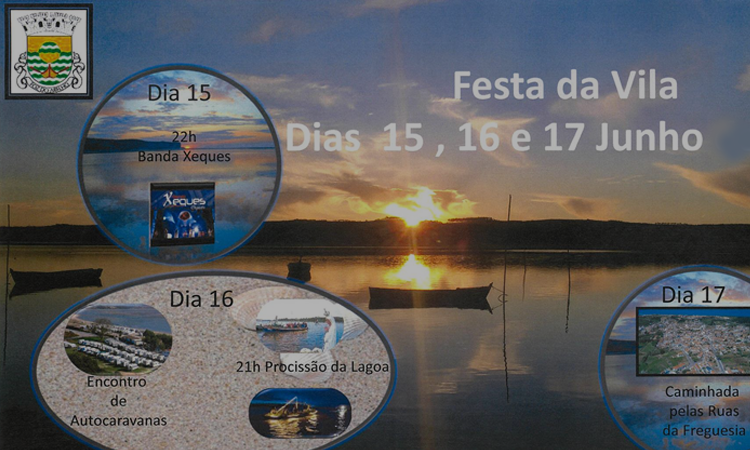 Festa da Vila
Dias 15 , 16 e 17 Junho
Dia 15
22h
Banda Xeques
Xeques
Dia 16
Encontro
de
Autocaravanas
21h Procissão da Lagoa
Dia 17
Caminhada
pelas Ruas
da Freguesia